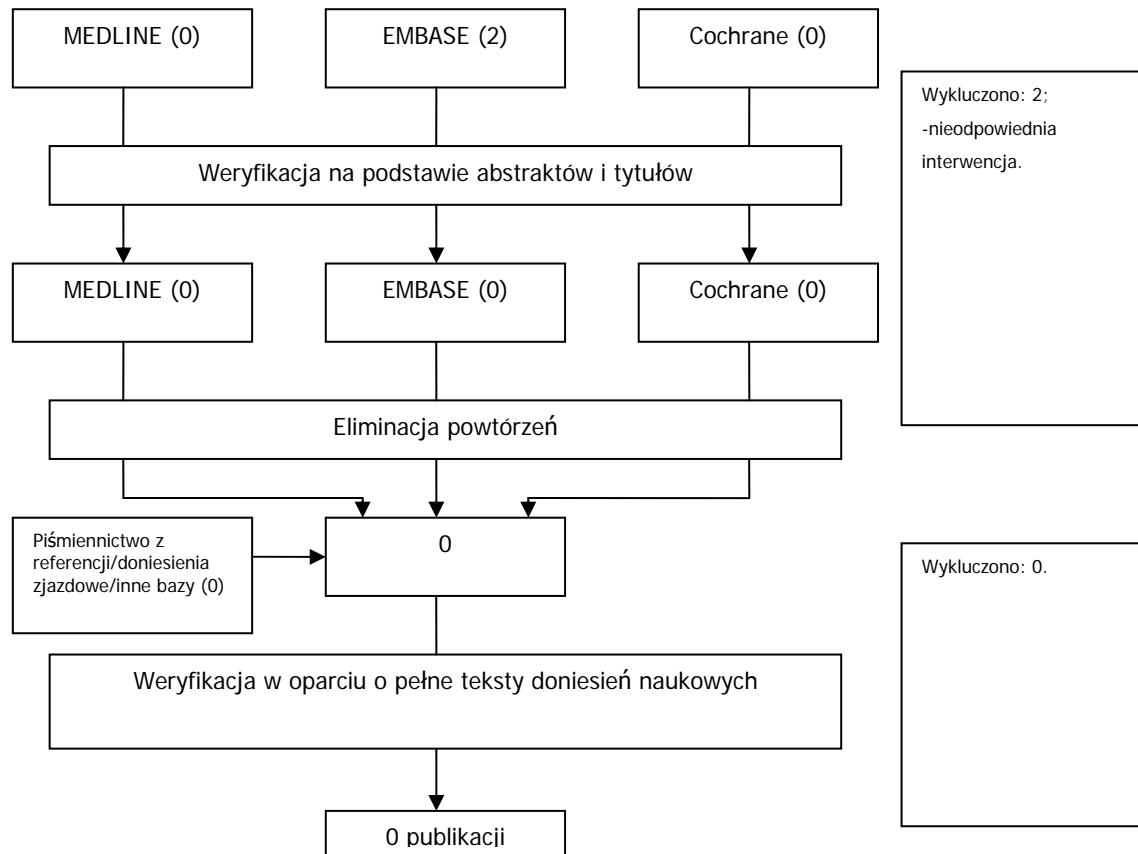 MEDLINE (0)
EMBASE (2)
Cochrane (0)
Wykluczono: 2;
-nieodpowiednia
interwencja.
Weryfikacja na podstawie abstraktów i tytułów
MEDLINE (0)
EMBASE (0)
Cochrane (0)
Eliminacja powtórzeń
Piśmiennictwo z
referencji/doniesienia
zjazdowe/inne bazy (0)
0
Wykluczono: 0.
Weryfikacja w oparciu o pełne teksty doniesień naukowych
0 publikacji